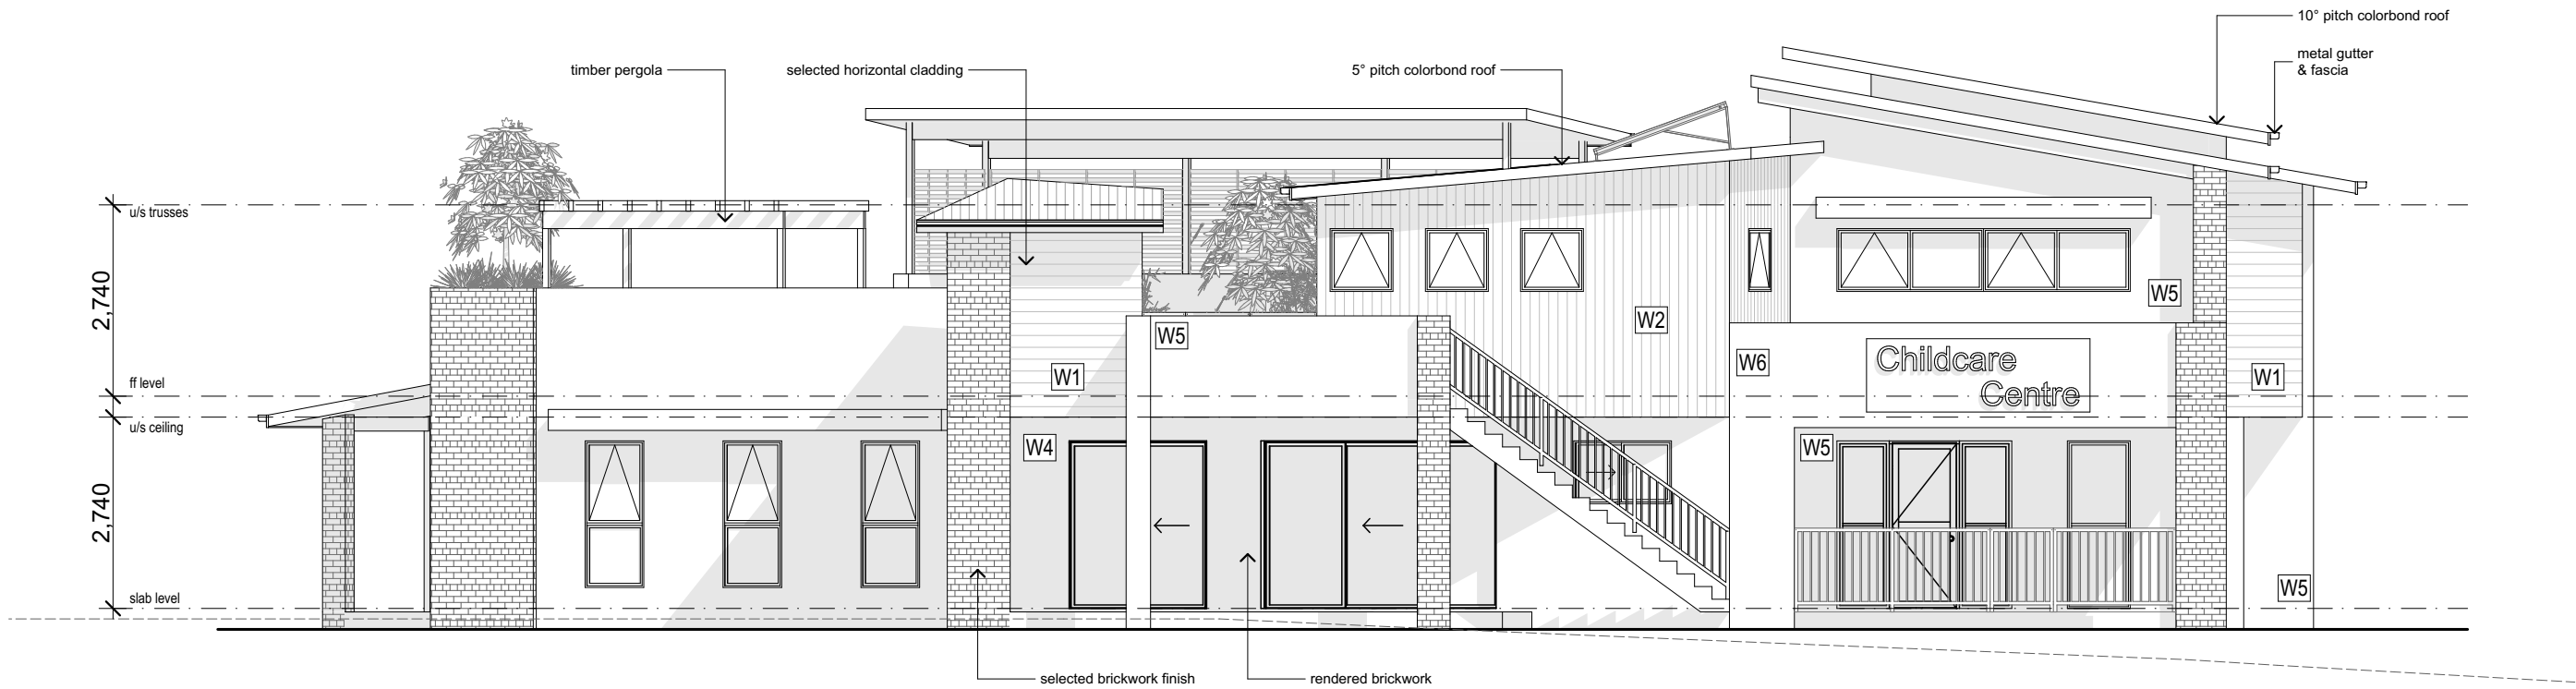 10° pitch colorbond roof
metal gutter
& fascia
timber pergola
selected horizontal cladding
5° pitch colorbond roof
u/s trusses
2,740
W5
W2
W5
W6
Childcare
Centre
W1
W1
ff level
u/s ceiling
W4
W5
2,740
slab level
W5
selected brickwork finish
rendered brickwork